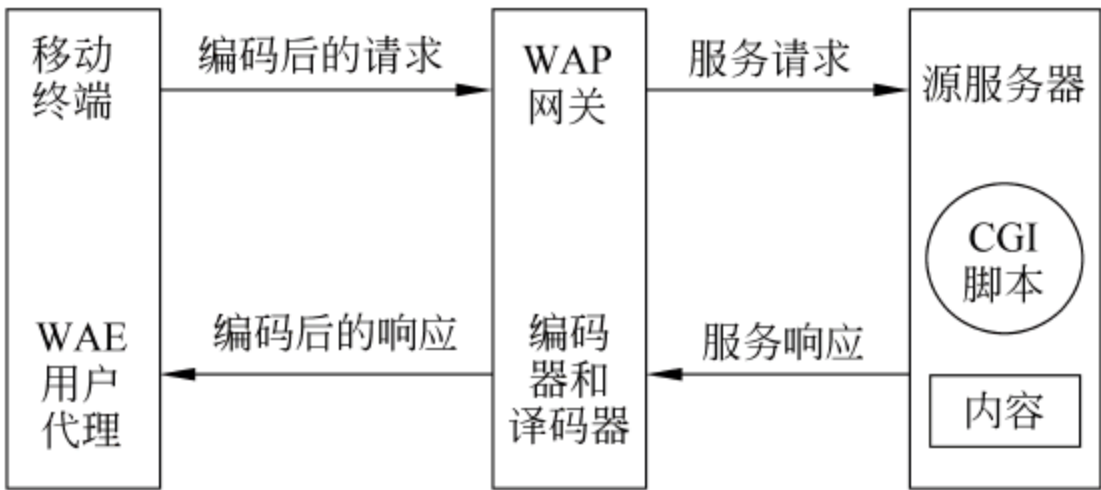 移动
终端
编码后的请求
WAP
网关
服务请求
源服务器
CGI
脚本
WAE
用户
代理
编码后的响应
编码
器和
译码器
服务响应
内容